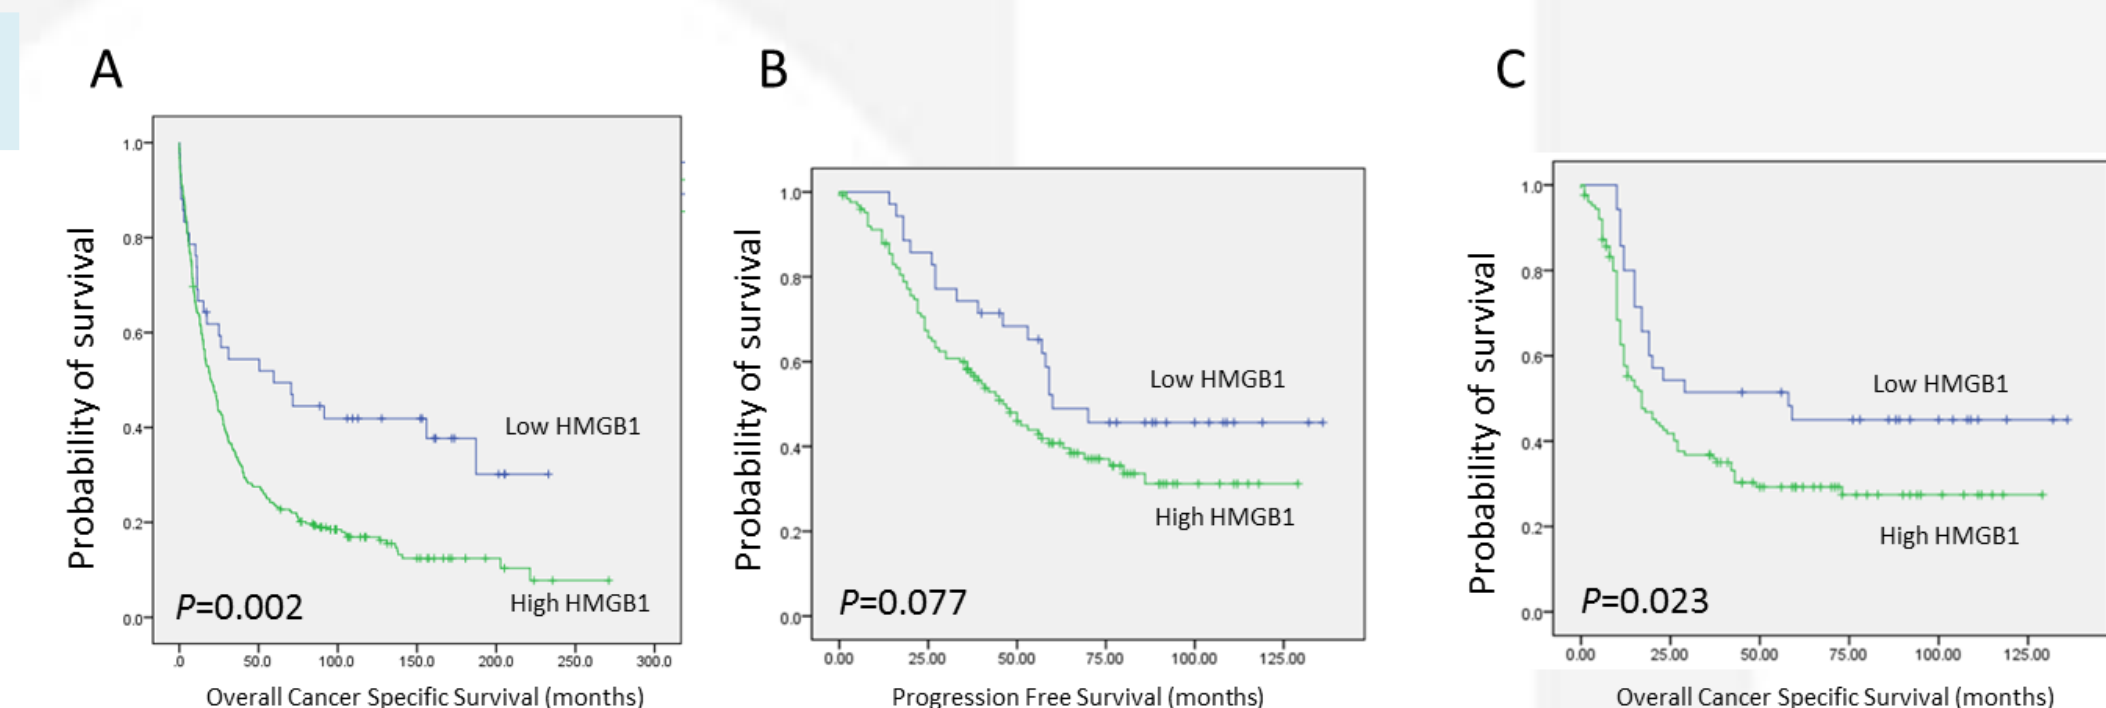 A
B
C
Probability of survival
1.0
0.8
0.6
0.4
0.2
0.0
Low HMGB1
High HMGB1
P=0.002
.0 50.0 100.0 150.0 200.0 250.0 300.0
Overall Cancer Specific Survival (months)
Probability of survival
1.0
0.8
0.6
0.4
0.2
0.0
Low HMGB1
High HMGB1
P=0.077
0.00 25.00 50.00 75.00 100.00 125.00
Progression Free Survival (months)
Probability of survival
1.0
0.8
0.6
0.4
0.2
0.0
Low HMGB1
High HMGB1
P=0.023
0.00 25.00 50.00 75.00 100.00 125.00
Overall Cancer Specific Survival (months)